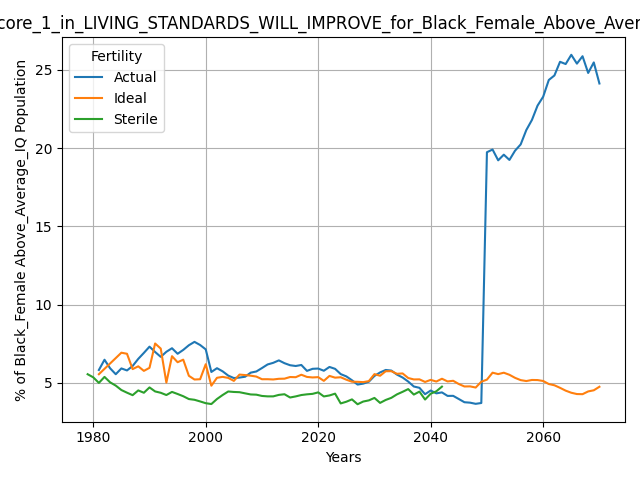 core_1_in_LIVING_STANDARDS_WILL_IMPROVE_for_Black_Female_Above_Aver
% of Black_Female Above_Average_IQ Population
Fertility
Actual
Ideal
Sterile
25
20
15
10
5
1980 2000 2020 2040 2060
Years